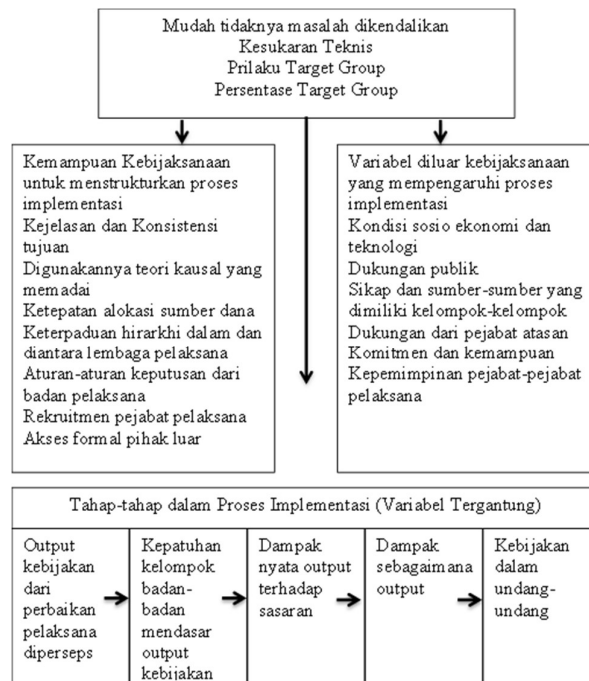 Mudah tidaknya masalah dikendalikan
Kesukaran Teknis
Prilaku Target Group
Persentase Target Group
Kemampuan Kebijaksanaan
untuk menstrukturkan proses
implementasi
Kejelasan dan Konsistensi
tujuan
Digunakannya teori kausal yang
memadai
Ketepatan alokasi sumber dana
Keterpaduan hirarkhi dalam dan
diantara lembaga pelaksana
Aturan-aturan keputusan dari
badan pelaksana
Rekruitmen pejabat pelaksana
Akses formal pihak luar
Variabel diluar kebijaksanaan
yang mempengaruhi proses
implementasi
Kondisi sosio ekonomi dan
teknologi
Dukungan publik
Sikap dan sumber-sumber yang
dimiliki kelompok-kelompok
Dukungan dari pejabat atasan
Komitmen dan kemampuan
Kepemimpinan pejabat-pejabat
pelaksana
Tahap-tahap dalam Proses Implementasi (Variabel Tergantung)
Output
kebijakan
dari
perbaikan
pelaksana
diperseps
Kepatuhan
kelompok
badan-
badan
mendasar
output
kebijakan
Dampak
nyata output
terhadap
sasaran
Dampak
sebagaimana
output
Kebijakan
dalam
undang-
undang